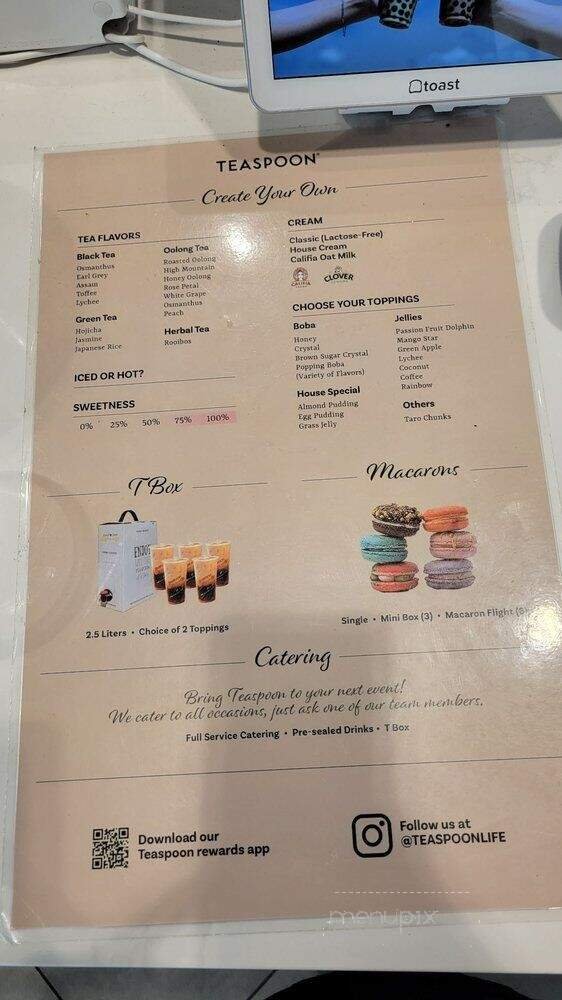 toast
TEASPOON
Create Your Own
TEA FLAVORS
Black Tea
Osmanthus
Earl Grey
Assam
Toffee
Lychee
Green Tea
Hojicha
Jasmine
Japanese Rice
Oolong Tea
Roasted Oolong
High Mountain
Honey Oolong
Rose Petal
White Grape
Osmanthus
Peach
Herbal Tea
Rooibos
ICED OR HOT?
SWEETNESS
0% 25% 50% 75% 100%
CREAM
Classic (Lactose-Free)
House Cream
Califia Oat Milk
CALIFIA
CLOVER
CHOOSE YOUR TOPPINGS
Boba
Honey
Crystal
Brown Sugar Crystal
Popping Boba
(Variety of Flavors)
House Special
Almond Pudding
Egg Pudding
Grass Jelly
Jellies
Passion Fruit Dolphin
Mango Star
Green Apple
Lychee
Coconut
Coffee
Rainbow
Others
Taro Chunks
T Box
ENJOY
2.5 Liters • Choice of 2 Toppings
Macarons
Single • Mini Box (3) • Macaron Flight
Catering
Bring Teaspoon to your next event!
We cater to all occasions, just ask one of our team members.
Full Service Catering • Pre-sealed Drinks • T Box
Download our
Teaspoon rewards app
Follow us at
@TEASPOONLIFE
menupix